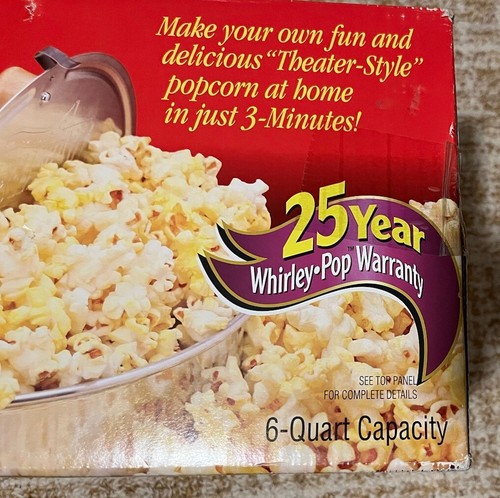 Make your own fun and
delicious "Theater-Style"
popcorn at home
in just 3-Minutes!
25 Year
Whirley•Pop™ Warranty
SEE TOP PANEL
FOR COMPLETE DETAILS
6-Quart Capacity